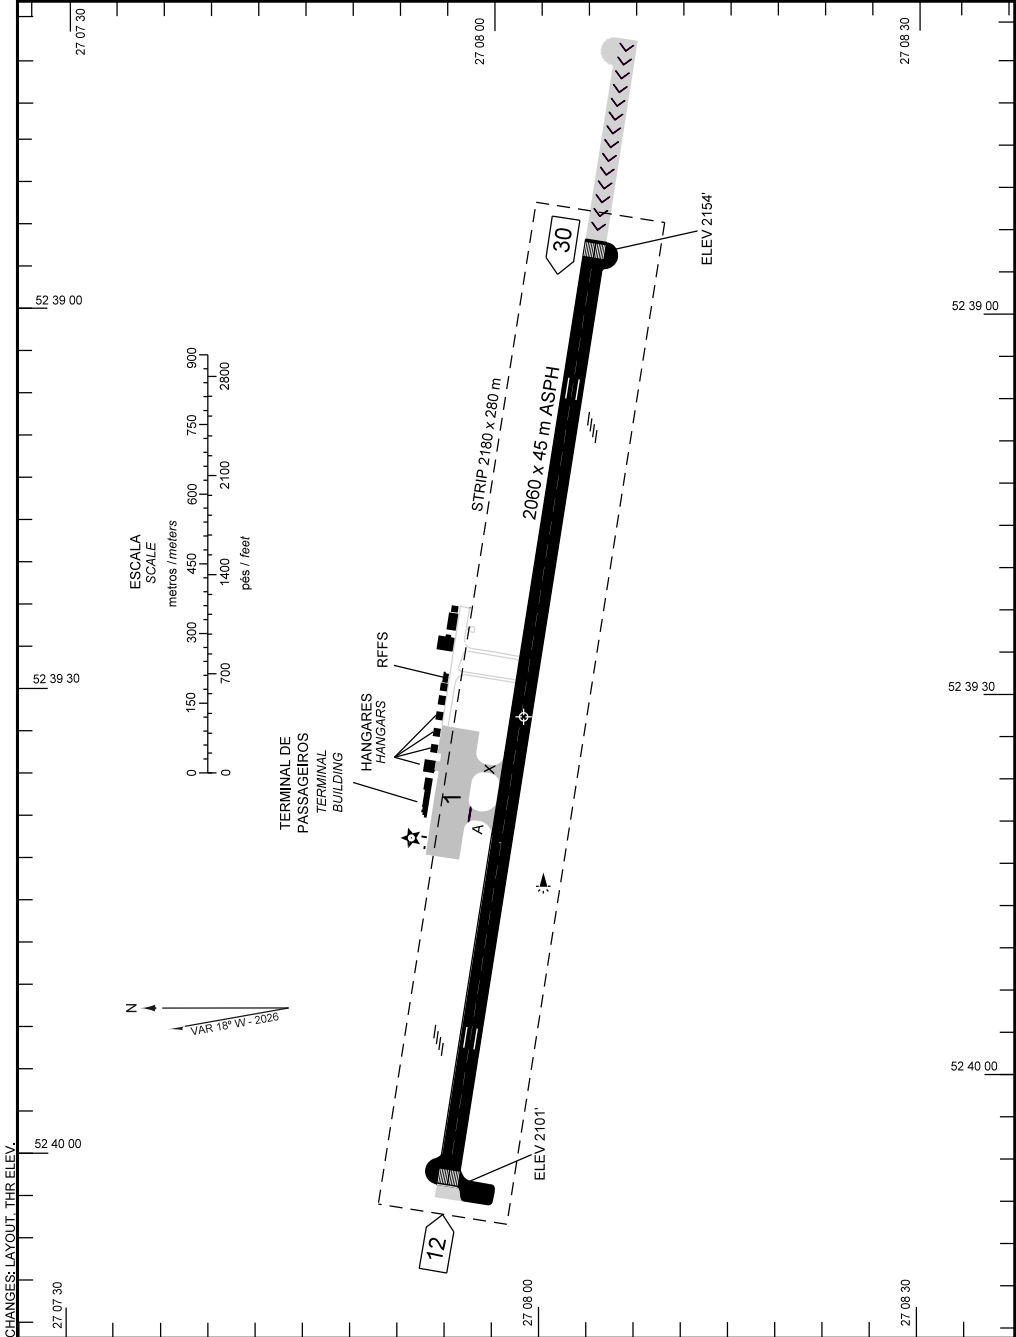 27 07 30
27 08 00
27 08 30
52 39 00
52 39 00
30
ELEV 2154'
STRIP 2180 x 280 m
2060 x 45 m ASPH
ESCALA
SCALE
metros / meters
0 150 300 450 600 750 900
0 700 1400 2100 2800
pés / feet
RFFS
HANGARES
HANGARS
TERMINAL DE
PASSAGEIROS
TERMINAL
BUILDING
52 39 30
52 39 30
X
A
N
VAR 18º W - 2026
52 40 00
52 40 00
ELEV 2101'
12
27 07 30
27 08 00
27 08 30
CHANGES: LAYOUT, THR ELEV.